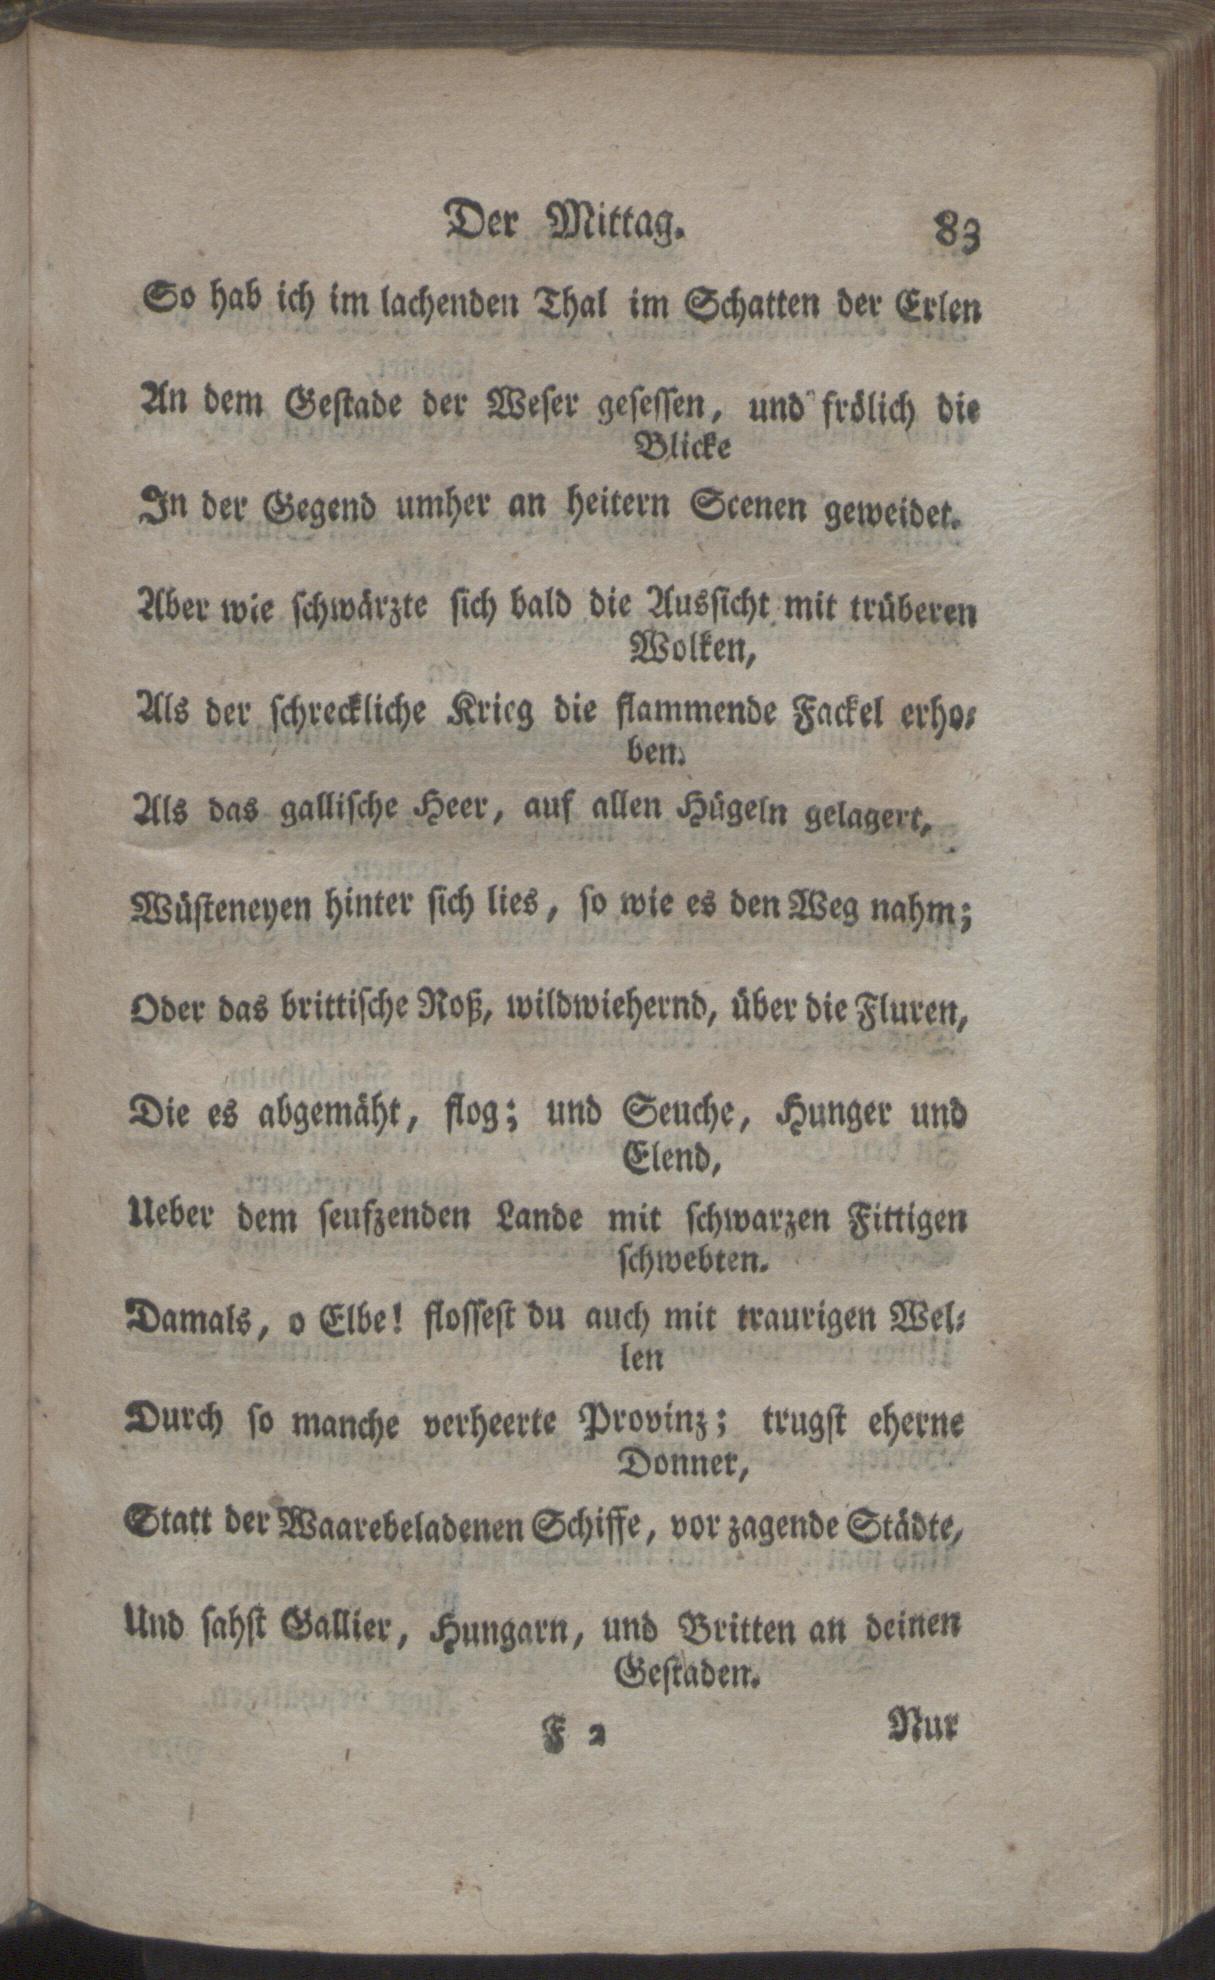 Der Mittag. 83
So hab ich im lachenden Thal im Schatten der Erlen
An dem Gestade der Weser gesessen, und frölich die
Blicke
In der Gegend umher an heitern Scenen geweidet.
Aber wie schwärzte sich bald die Aussicht mit trüberen
Wolken,
Als der schreckliche Krieg die flammende Fackel erho-
ben.
Als das gallische Heer, auf allen Hügeln gelagert,
Wüsteneyen hinter sich lies, so wie es den Weg nahm;
Oder das brittische Roß, wildwiehernd, über die Fluren,
Die es abgemäht, flog; und Seuche, Hunger und
Elend,
Ueber dem seufzenden Lande mit schwarzen Fittigen
schwebten.
Damals, o Elbe! flossest du auch mit traurigen Wel-
len
Durch so manche verheerte Provinz; trugst eherne
Donner,
Statt der Waarebeladenen Schiffe, vor zagende Städte,
Und sahst Gallier, Hungarn, und Britten an deinen
Gestaden.
F 2 Nur